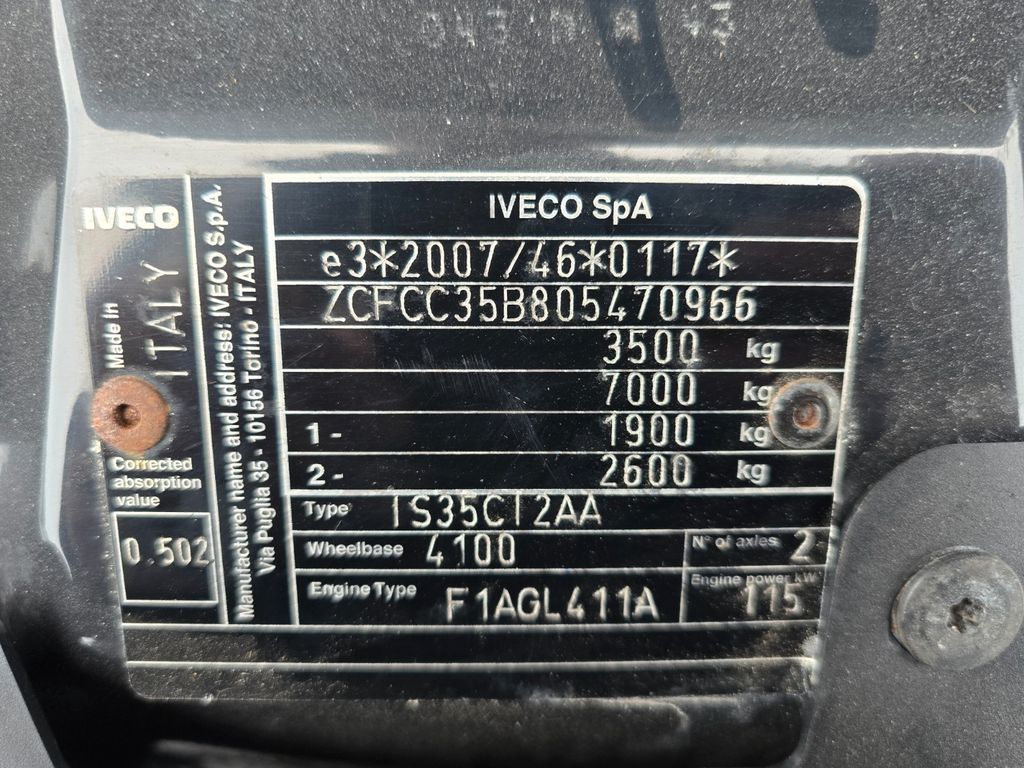 IVECO
Made in ITALY
Corrected
absorption
value
0.502
Manufacturer name and address: IVECO S.p.A.
Via Puglia 35 - 10156 Torino - ITALY
IVECO SpA
e3*2007/46*0117*
ZCFCC35B805470966
3500 kg
7000 kg
1- 1900 kg
2- 2600 kg
Type IS35CI2AA
Wheelbase 4100
N° of axles 2
Engine Type F1AGL411A
Engine power kW 115